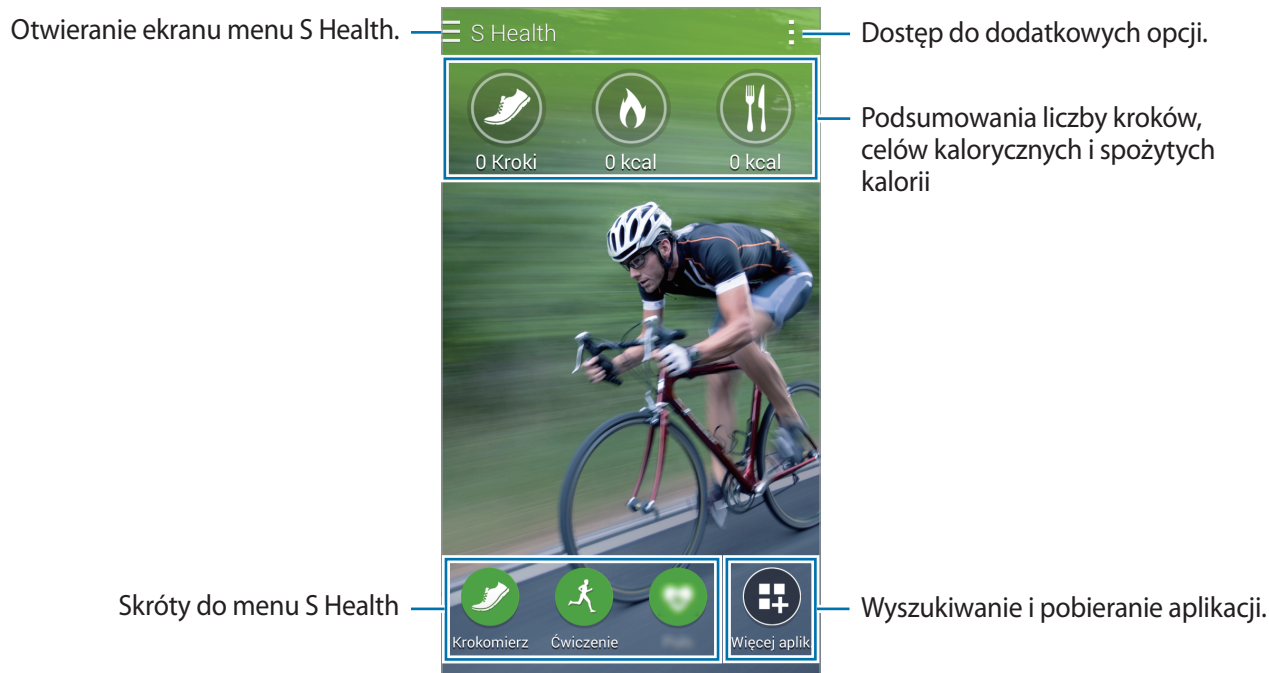 Otwieranie ekranu menu S Health.
S Health
Dostęp do dodatkowych opcji.
0 Kroki
0 kcal
0 kcal
Podsumowania liczby kroków,
celów kalorycznych i spożytych
kalorii
Skróty do menu S Health
Krokomierz
Ćwiczenie
Więcej aplik
Wyszukiwanie i pobieranie aplikacji.